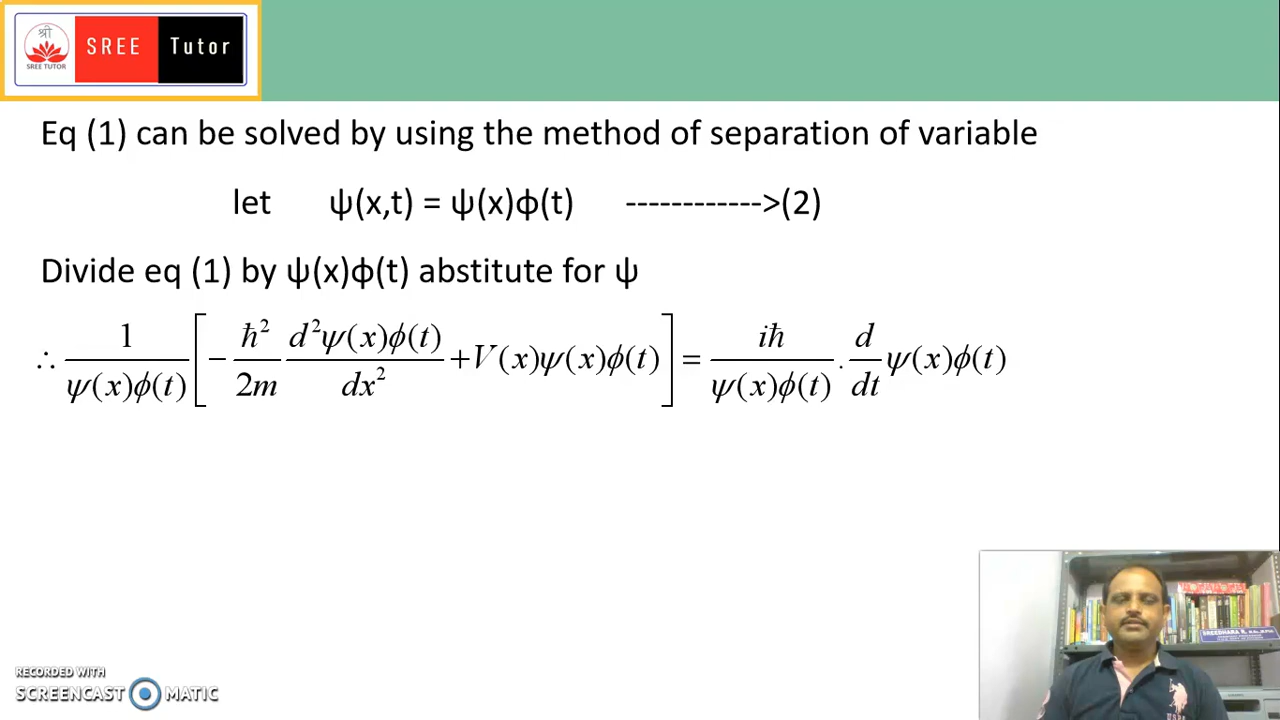 श्री
SREE TUTOR
SREE Tutor
Eq (1) can be solved by using the method of separation of variable
let ψ(x,t) = ψ(x)ϕ(t) ------------>(2)
Divide eq (1) by ψ(x)ϕ(t) abstitute for ψ
∴ 1/ψ(x)ϕ(t) [ − ħ²/2m d²ψ(x)ϕ(t)/dx² + V(x)ψ(x)ϕ(t) ] = iħ/ψ(x)ϕ(t) . d/dt ψ(x)ϕ(t)
SREEDHARA R.
RECORDED WITH
SCREENCAST MATIC